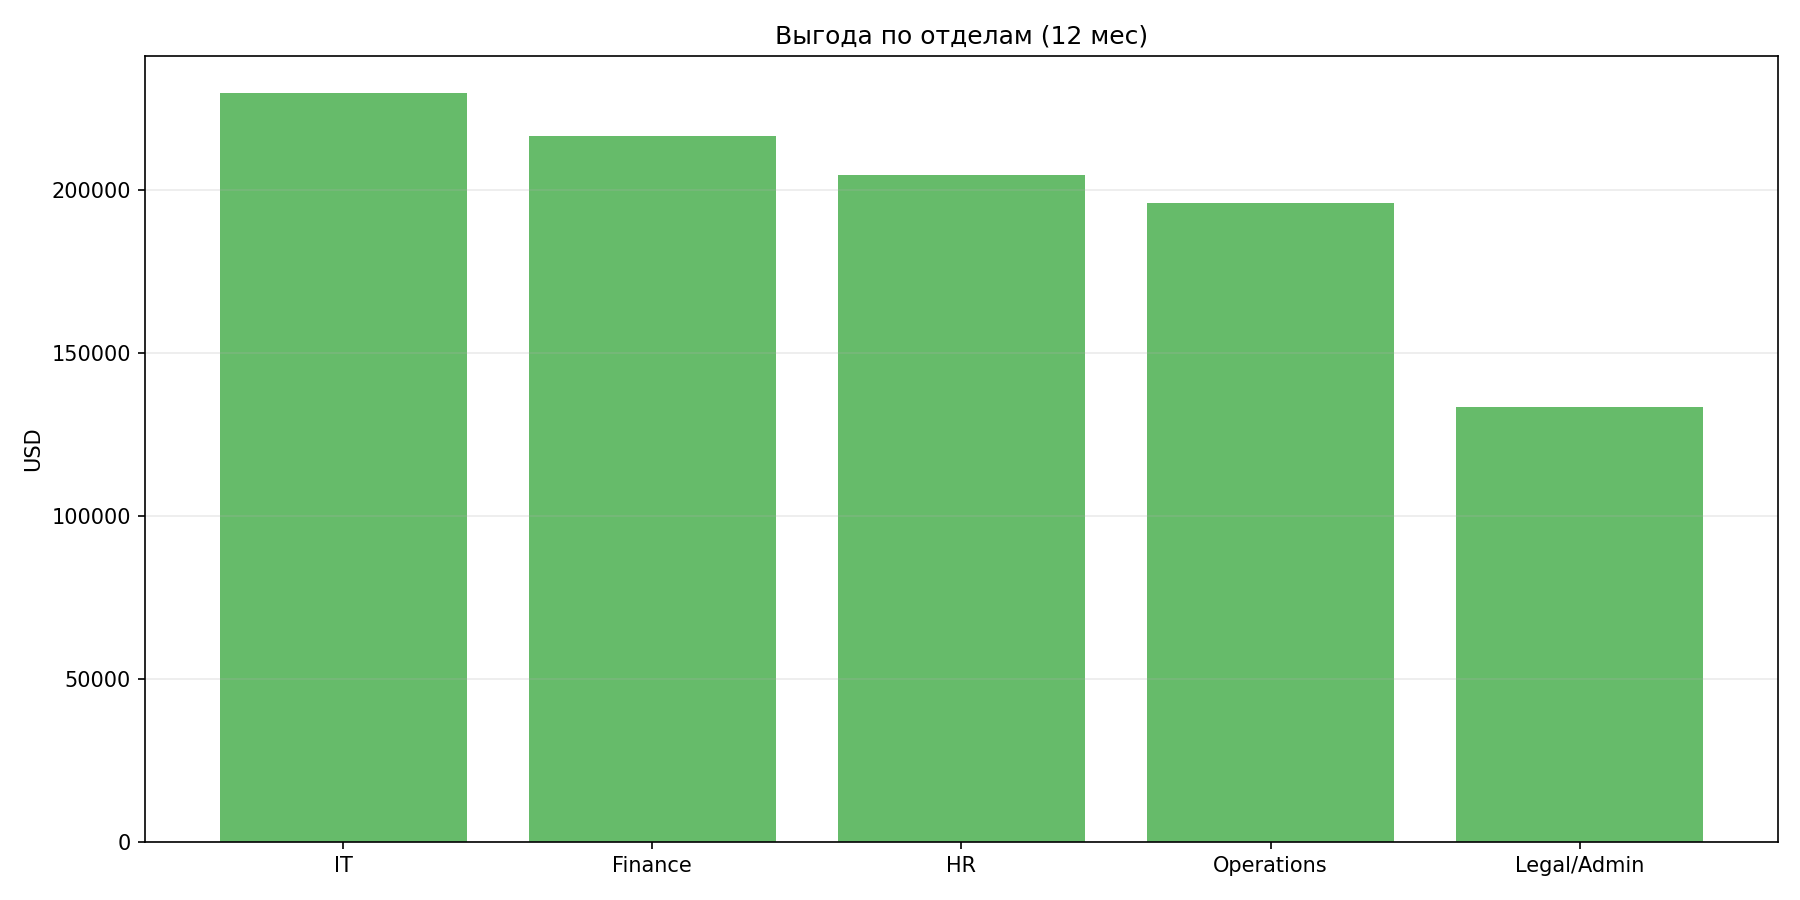 Выгода по отделам (12 мес)
USD
200000
150000
100000
50000
0
IT
Finance
HR
Operations
Legal/Admin